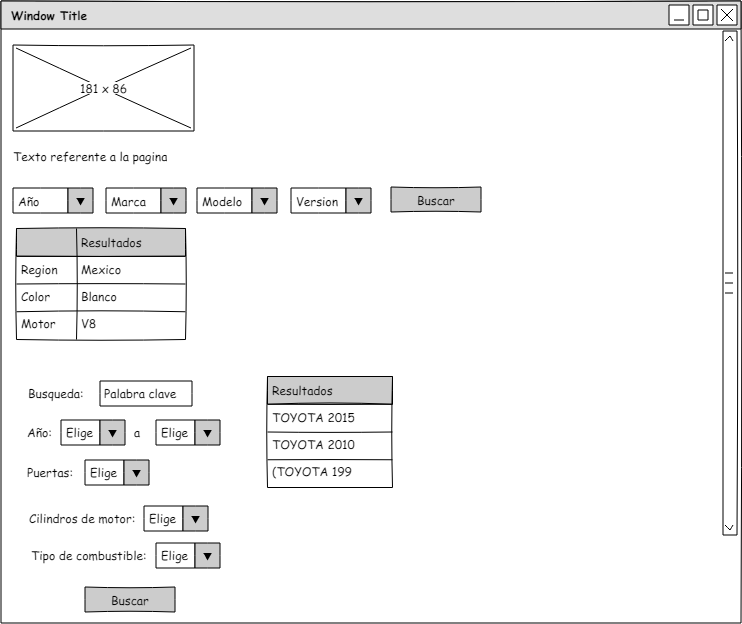 Window Title
181 x 86
Texto referente a la pagina
Año Marca Modelo Version Buscar
Resultados
Region Mexico
Color Blanco
Motor V8
Busqueda: Palabra clave
Año: Elige a Elige
Puertas: Elige
Cilindros de motor: Elige
Tipo de combustible: Elige
Buscar
Resultados
TOYOTA 2015
TOYOTA 2010
(TOYOTA 199